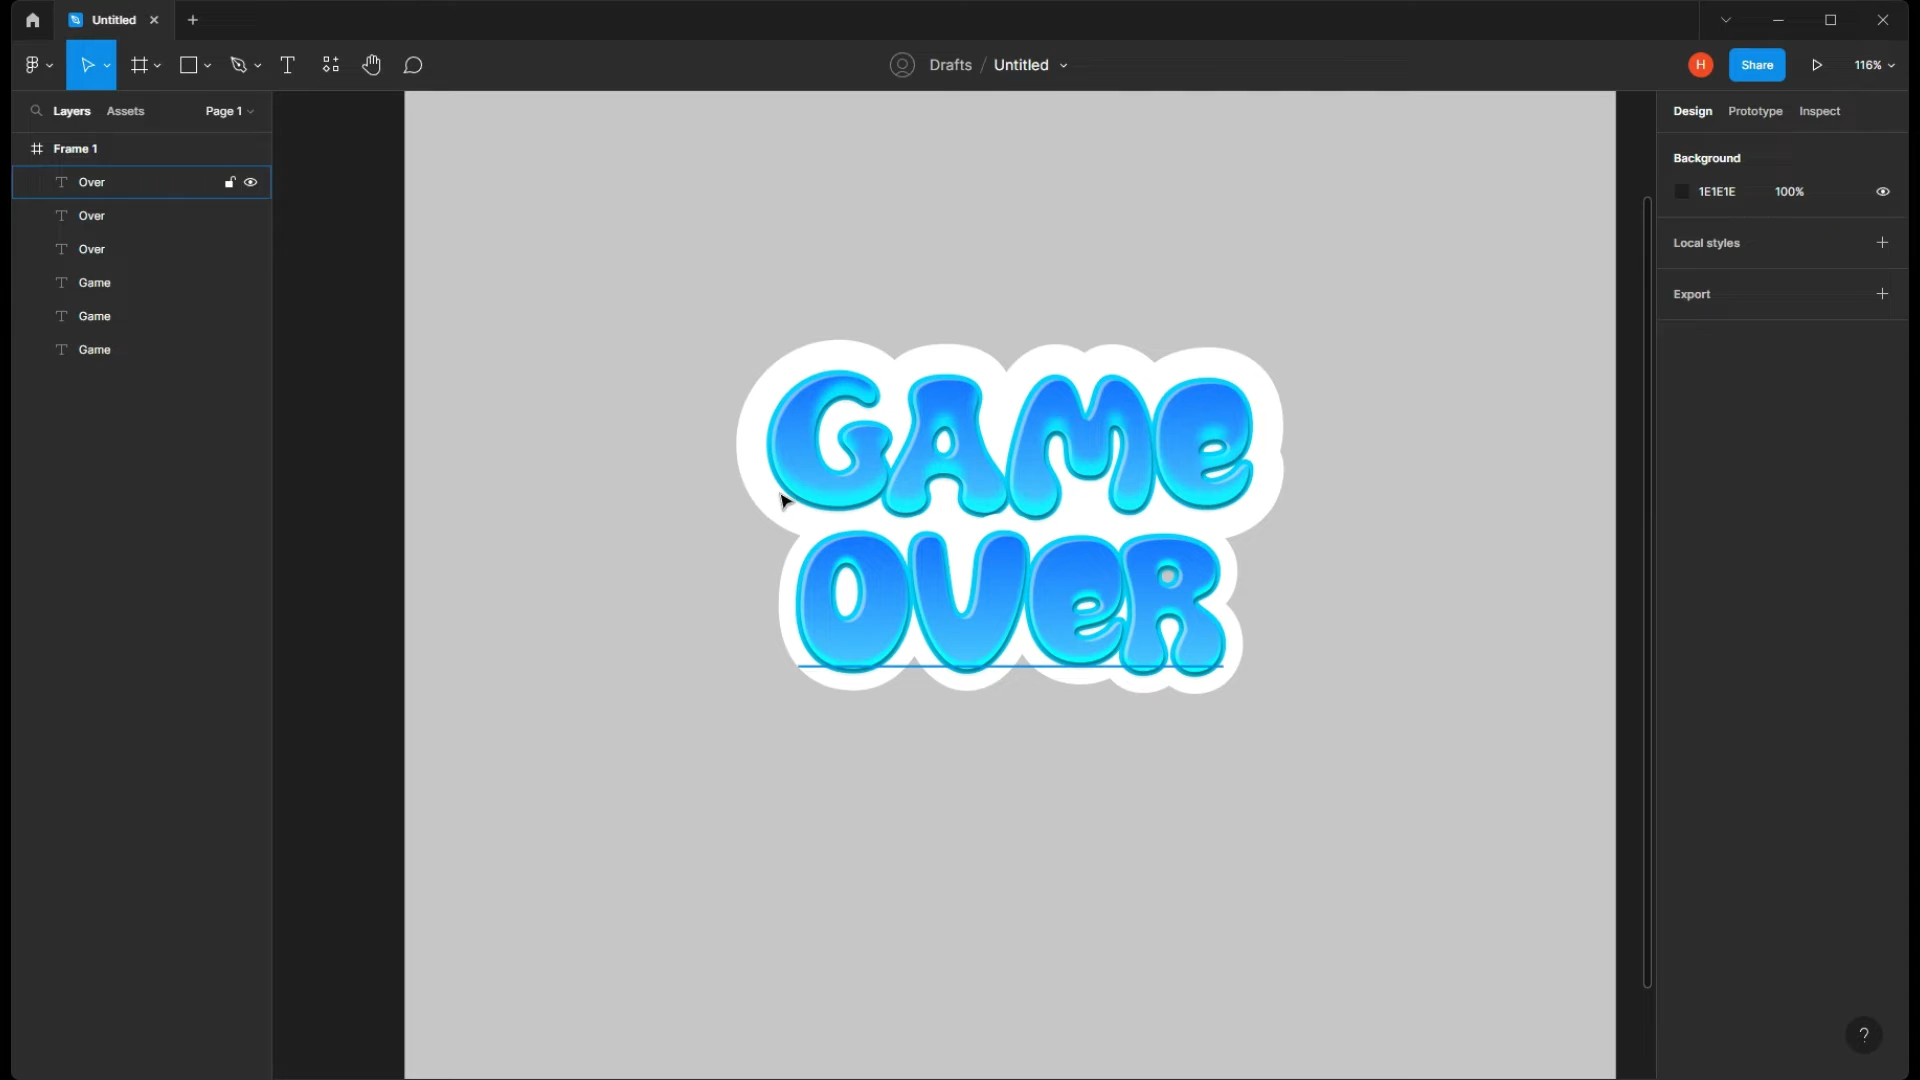 Untitled
Drafts / Untitled
H
Share
116%
Layers Assets Page 1
Frame 1
Over
Over
Over
Game
Game
Game
GAMe
OVeR
Design Prototype Inspect
Background
1E1E1E 100%
Local styles
Export
?